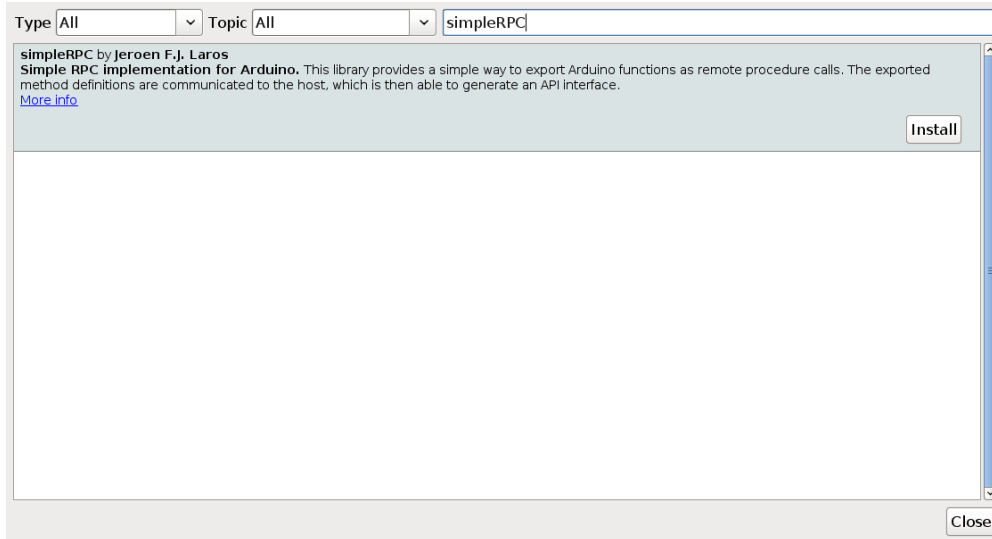 Type All Topic All simpleRPC
simpleRPC by Jeroen F.J. Laros
Simple RPC implementation for Arduino. This library provides a simple way to export Arduino functions as remote procedure calls. The exported
method definitions are communicated to the host, which is then able to generate an API interface.
More info
Install
Close